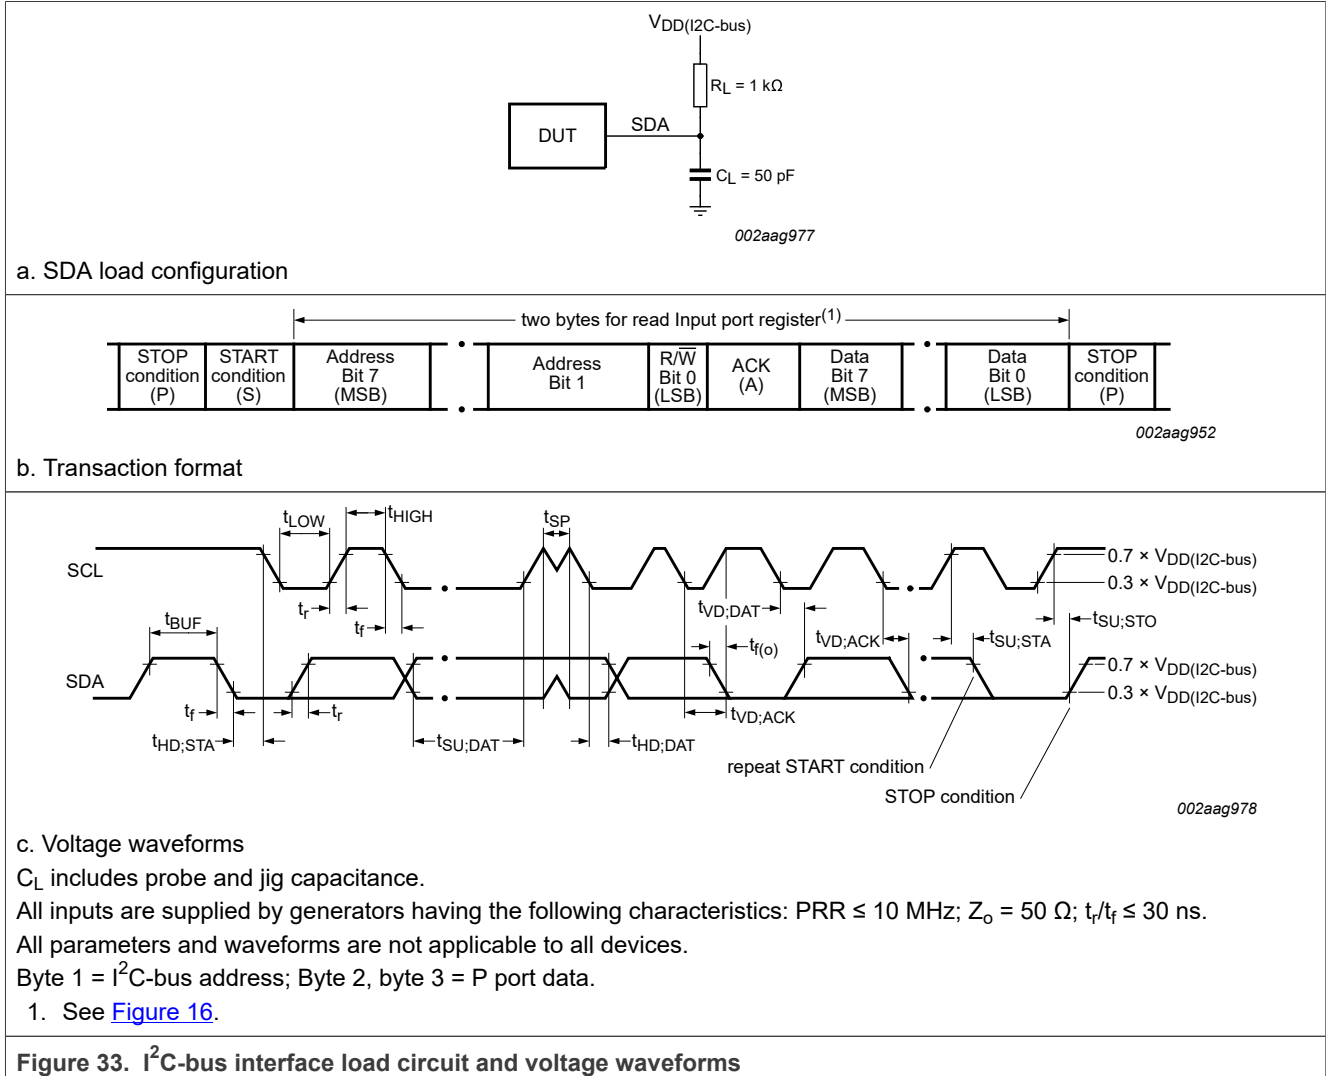 VDD(I2C-bus)
RL = 1 kΩ
DUT
SDA
CL = 50 pF
002aag977
a. SDA load configuration
two bytes for read Input port register(1)
STOP condition (P)
START condition (S)
Address Bit 7 (MSB)
Address Bit 1
R/W̅ Bit 0 (LSB)
ACK (A)
Data Bit 7 (MSB)
Data Bit 0 (LSB)
STOP condition (P)
002aag952
b. Transaction format
tLOW
tHIGH
tSP
SCL
0.7 × VDD(I2C-bus)
0.3 × VDD(I2C-bus)
tr
tf
tBUF
tVD;DAT
tf(o)
tVD;ACK
tSU;STA
tSU;STO
SDA
0.7 × VDD(I2C-bus)
0.3 × VDD(I2C-bus)
tf
tr
tVD;ACK
tHD;STA
tSU;DAT
tHD;DAT
repeat START condition
STOP condition
002aag978
c. Voltage waveforms
CL includes probe and jig capacitance.
All inputs are supplied by generators having the following characteristics: PRR ≤ 10 MHz; Zo = 50 Ω; tr/tf ≤ 30 ns.
All parameters and waveforms are not applicable to all devices.
Byte 1 = I²C-bus address; Byte 2, byte 3 = P port data.
1. See Figure 16.
Figure 33. I²C-bus interface load circuit and voltage waveforms